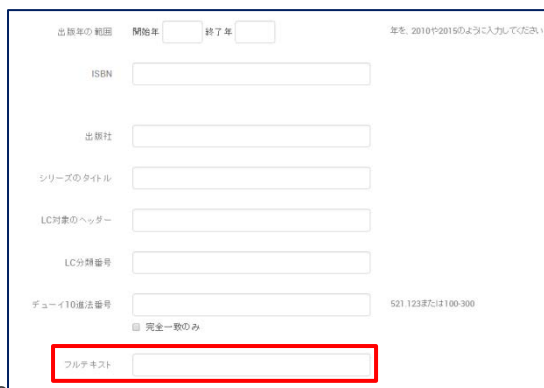 出版年の範囲 開始年 終了年 年を、2010や2015のように入力してください
ISBN
出版社
シリーズのタイトル
LC対象のヘッダー
LC分類番号
デューイ10進法番号 521.123または100-300
完全一致のみ
フルテキスト